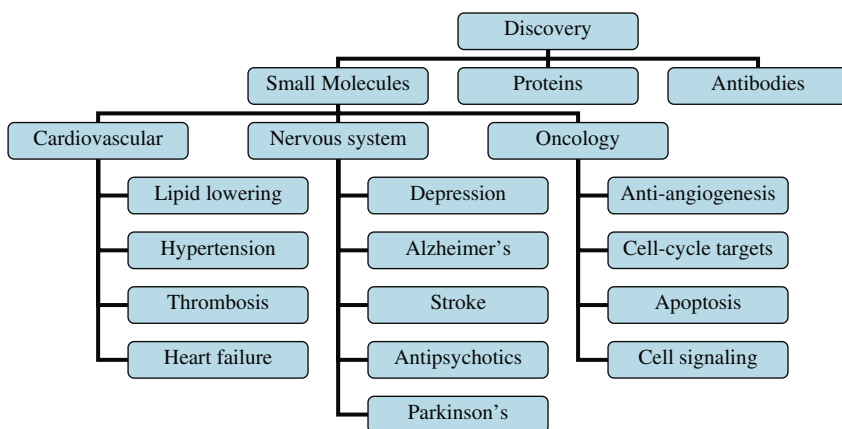 Discovery
Small Molecules
Proteins
Antibodies
Cardiovascular
Nervous system
Oncology
Lipid lowering
Depression
Anti-angiogenesis
Hypertension
Alzheimer’s
Cell-cycle targets
Thrombosis
Stroke
Apoptosis
Heart failure
Antipsychotics
Cell signaling
Parkinson’s